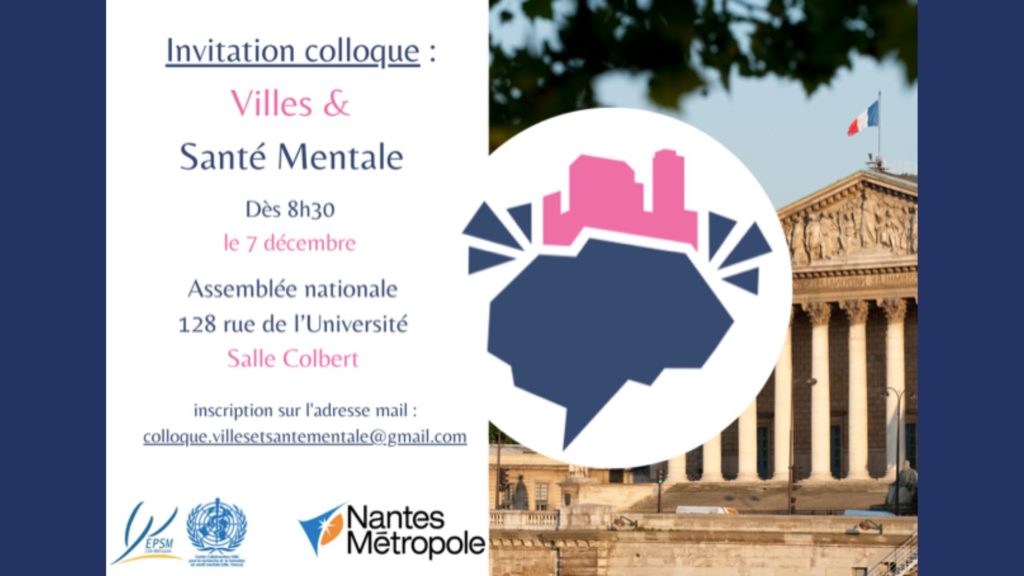 Invitation colloque :
Villes &
Santé Mentale
Dès 8h30
le 7 décembre
Assemblée nationale
128 rue de l'Université
Salle Colbert
inscription sur l'adresse mail :
colloque.villesetsantementale@gmail.com
EPSM
Nantes
Métropole